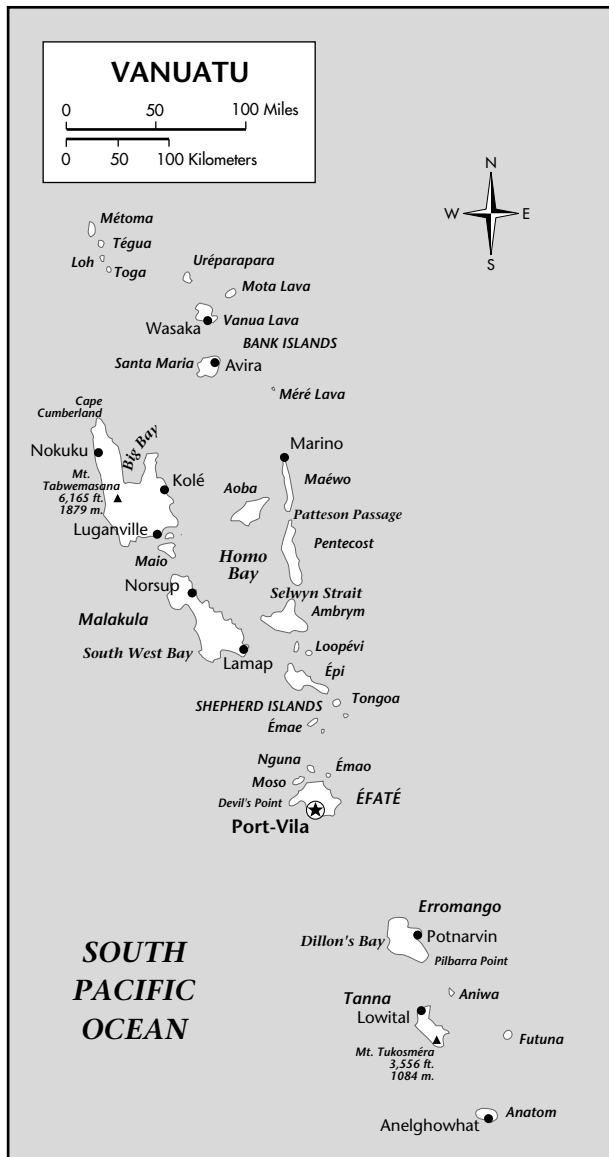 VANUATU
0 50 100 Miles
0 50 100 Kilometers
N
W E
S
Métoma
Tégua
Loh
Toga
Uréparapara
Mota Lava
Wasaka
Vanua Lava
BANK ISLANDS
Santa Maria
Avira
Méré Lava
Cape
Cumberland
Big Bay
Nokuku
Marino
Mt.
Tabwemasana
6,165 ft.
1879 m.
Kolé
Aoba
Maéwo
Patteson Passage
Luganville
Pentecost
Maio
Homo
Bay
Norsup
Selwyn Strait
Ambrym
Malakula
South West Bay
Lamap
Loopévi
Épi
SHEPHERD ISLANDS
Tongoa
Émae
Nguna
Émao
Moso
Devil's Point
ÉFATÉ
Port-Vila
Erromango
Dillon's Bay
Potnarvin
Pilbarra Point
SOUTH
PACIFIC
OCEAN
Tanna
Aniwa
Lowital
Futuna
Mt. Tukosméra
3,556 ft.
1084 m.
Anatom
Anelghowhat